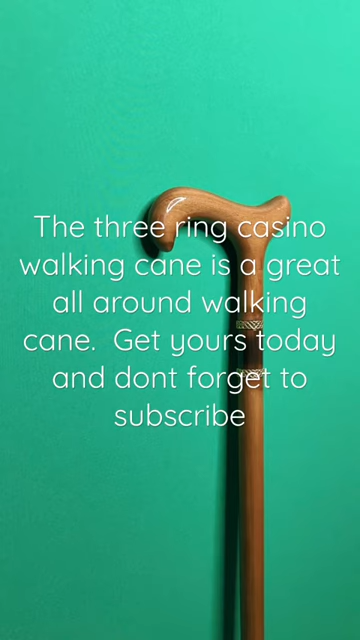 The three ring casino
walking cane is a great
all around walking
cane.  Get yours today
and dont forget to
subscribe